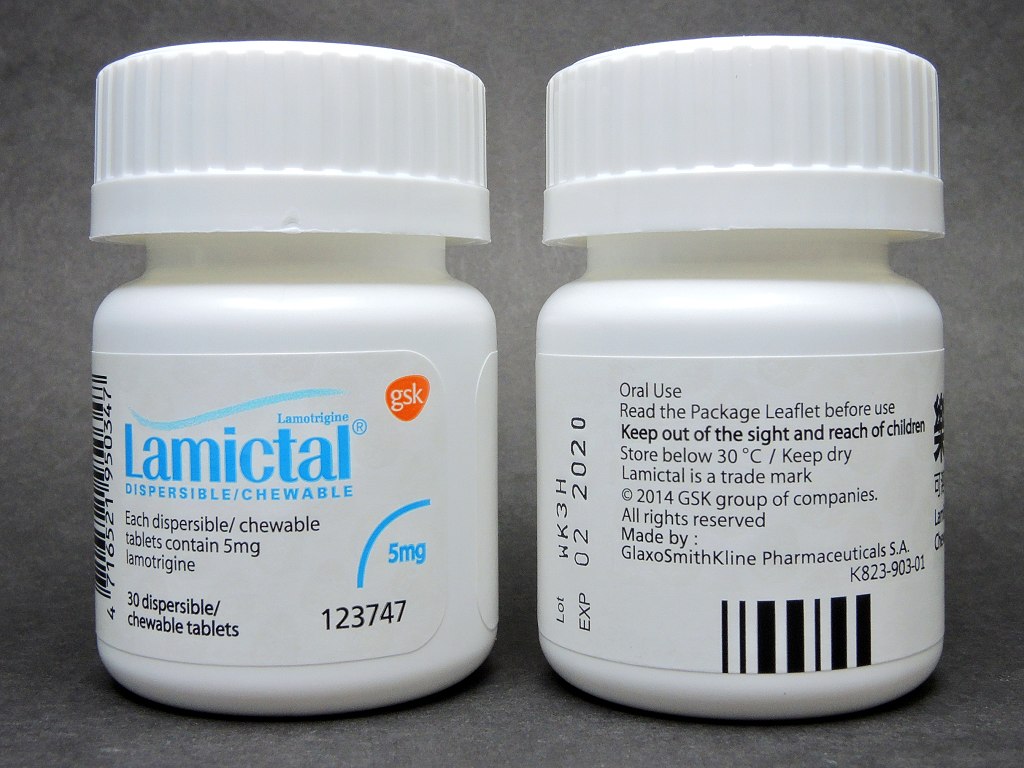 Lamotrigine
Lamictal®
DISPERSIBLE/CHEWABLE
gsk
Each dispersible/ chewable
tablets contain 5mg
lamotrigine
5mg
30 dispersible/
chewable tablets
123747
4 716521 950347
Oral Use
Read the Package Leaflet before use
Keep out of the sight and reach of children
Store below 30 °C / Keep dry
Lamictal is a trade mark
© 2014 GSK group of companies.
All rights reserved
Made by :
GlaxoSmithKline Pharmaceuticals S.A.
K823-903-01
Lot WK3H
EXP 02 2020